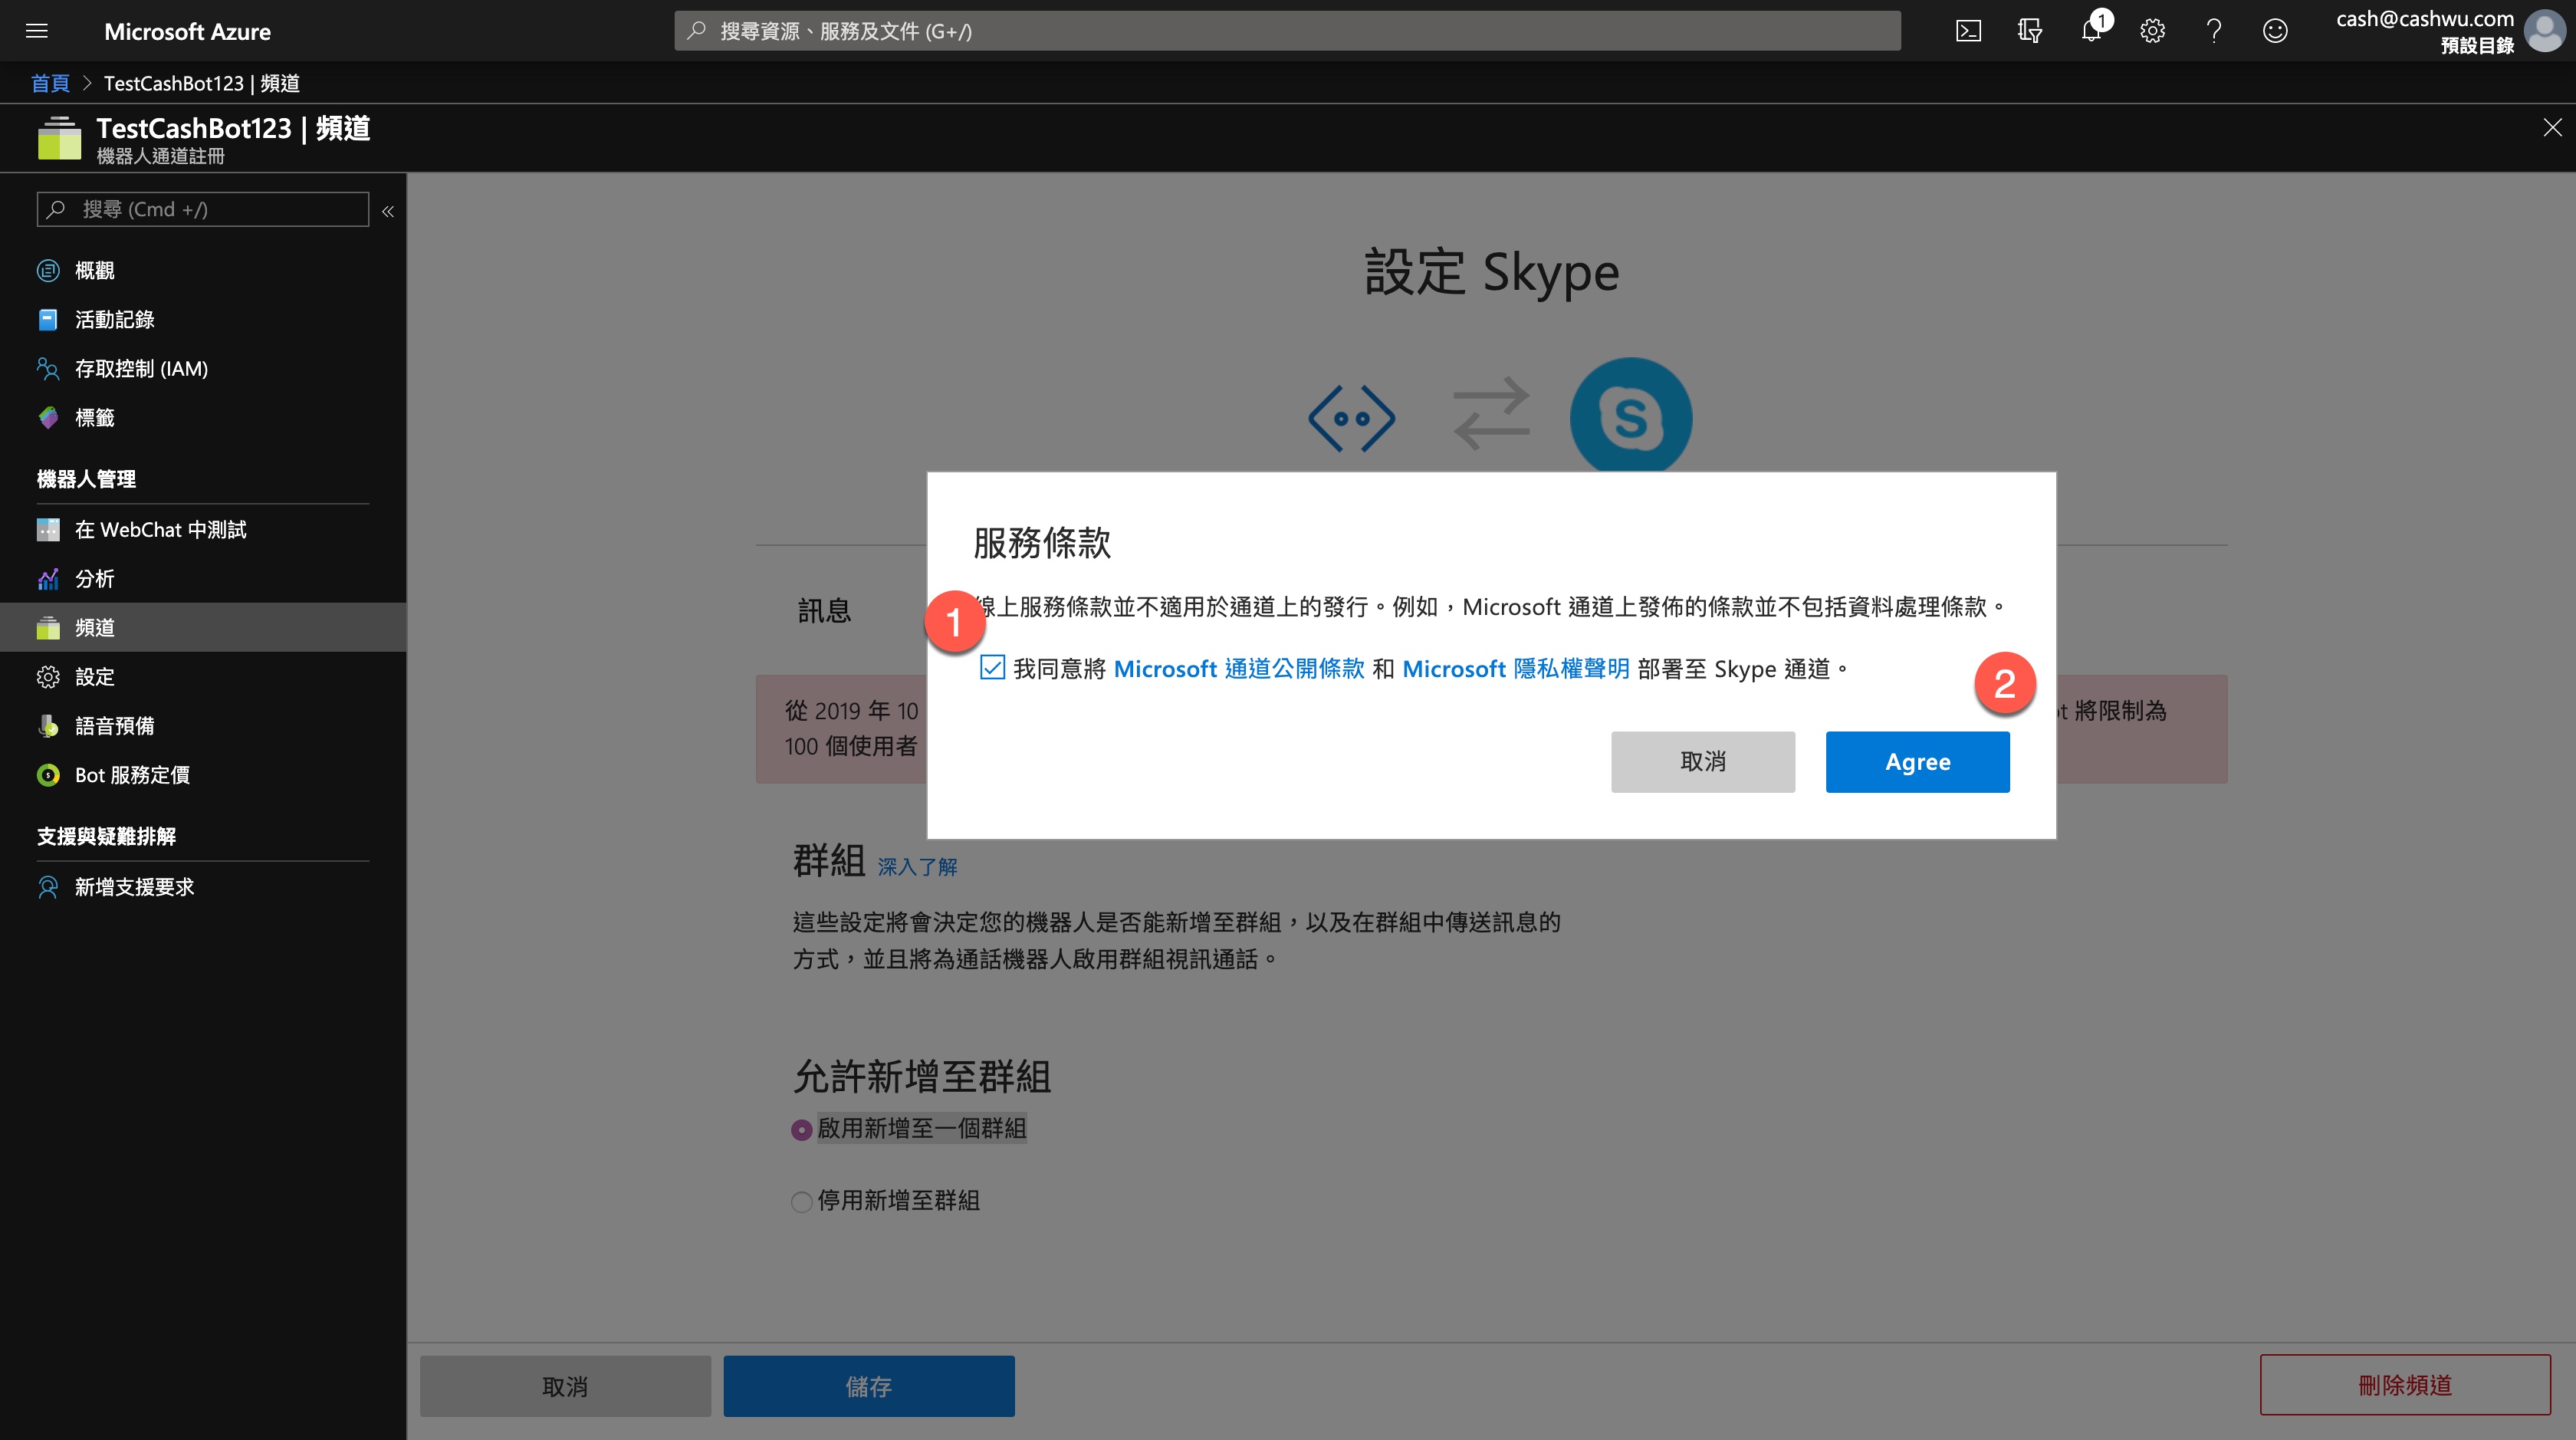 Microsoft Azure
搜尋資源、服務及文件 (G+/)
1
cash@cashwu.com
預設目錄
首頁 > TestCashBot123 | 頻道
TestCashBot123 | 頻道
機器人通道註冊
搜尋 (Cmd +/)
概觀
活動記錄
存取控制 (IAM)
標籤
機器人管理
在 WebChat 中測試
分析
頻道
設定
語音預備
Bot 服務定價
支援與疑難排解
新增支援要求
設定 Skype
訊息
從 2019 年 10
100 個使用者
將限制為
服務條款
線上服務條款並不適用於通道上的發行。例如，Microsoft 通道上發佈的條款並不包括資料處理條款。
1
我同意將 Microsoft 通道公開條款 和 Microsoft 隱私權聲明 部署至 Skype 通道。
2
取消
Agree
群組 深入了解
這些設定將會決定您的機器人是否能新增至群組，以及在群組中傳送訊息的
方式，並且將為通話機器人啟用群組視訊通話。
允許新增至群組
啟用新增至一個群組
停用新增至群組
取消
儲存
刪除頻道